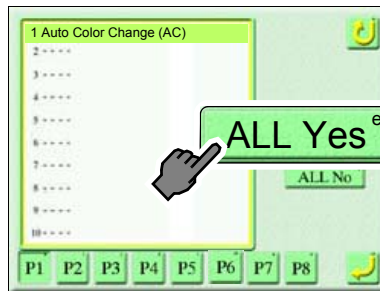 1 Auto Color Change (AC)
2 - - - -
3 - - - -
4 - - - -
5 - - - -
6 - - - -
7 - - - -
8 - - - -
9 - - - -
10 - - - -
ALL Yes e
ALL No
P1 P2 P3 P4 P5 P6 P7 P8